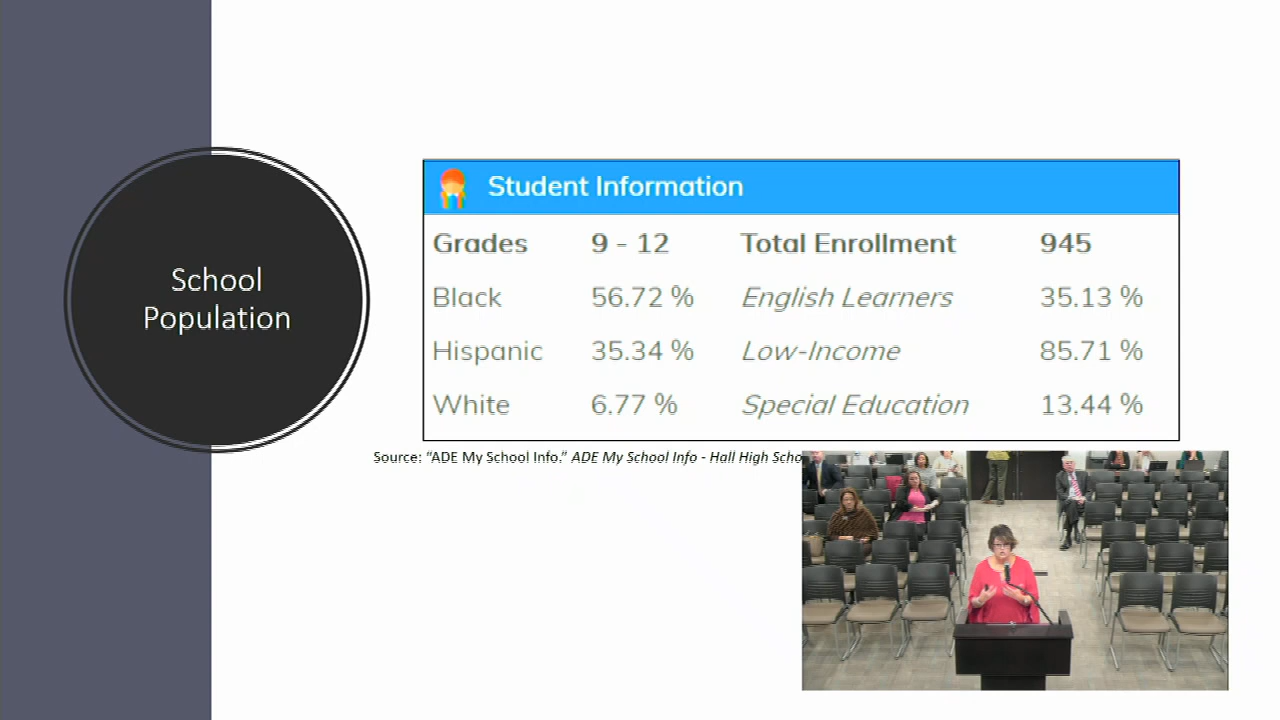 School
Population
Student Information
Grades 9 - 12 Total Enrollment 945
Black 56.72 % English Learners 35.13 %
Hispanic 35.34 % Low-Income 85.71 %
White 6.77 % Special Education 13.44 %
Source: “ADE My School Info.” ADE My School Info - Hall High Scho